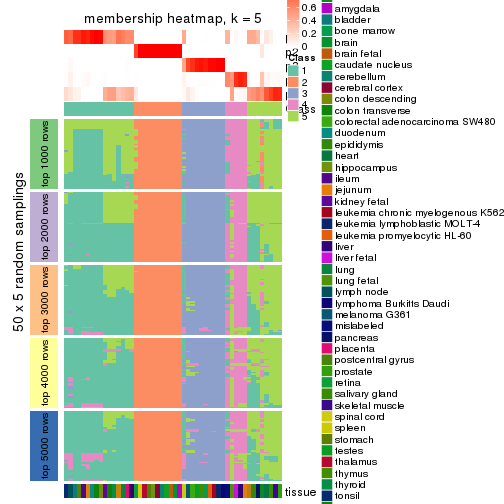 membership heatmap, k = 5
50 x 5 random samplings
top 1000 rows
top 2000 rows
top 3000 rows
top 4000 rows
top 5000 rows
0.6
0.4
0.2
0
Class
1
2
3
4
5
tissue
amygdala
bladder
bone marrow
brain
brain fetal
caudate nucleus
cerebellum
cerebral cortex
colon descending
colon transverse
colorectal adenocarcinoma SW480
duodenum
epididymis
heart
hippocampus
ileum
jejunum
kidney fetal
leukemia chronic myelogenous K562
leukemia lymphoblastic MOLT-4
leukemia promyelocytic HL-60
liver
liver fetal
lung
lung fetal
lymph node
lymphoma Burkitts Daudi
melanoma G361
mislabeled
pancreas
placenta
postcentral gyrus
prostate
retina
salivary gland
skeletal muscle
spinal cord
spleen
stomach
testes
thalamus
thymus
thyroid
tonsil